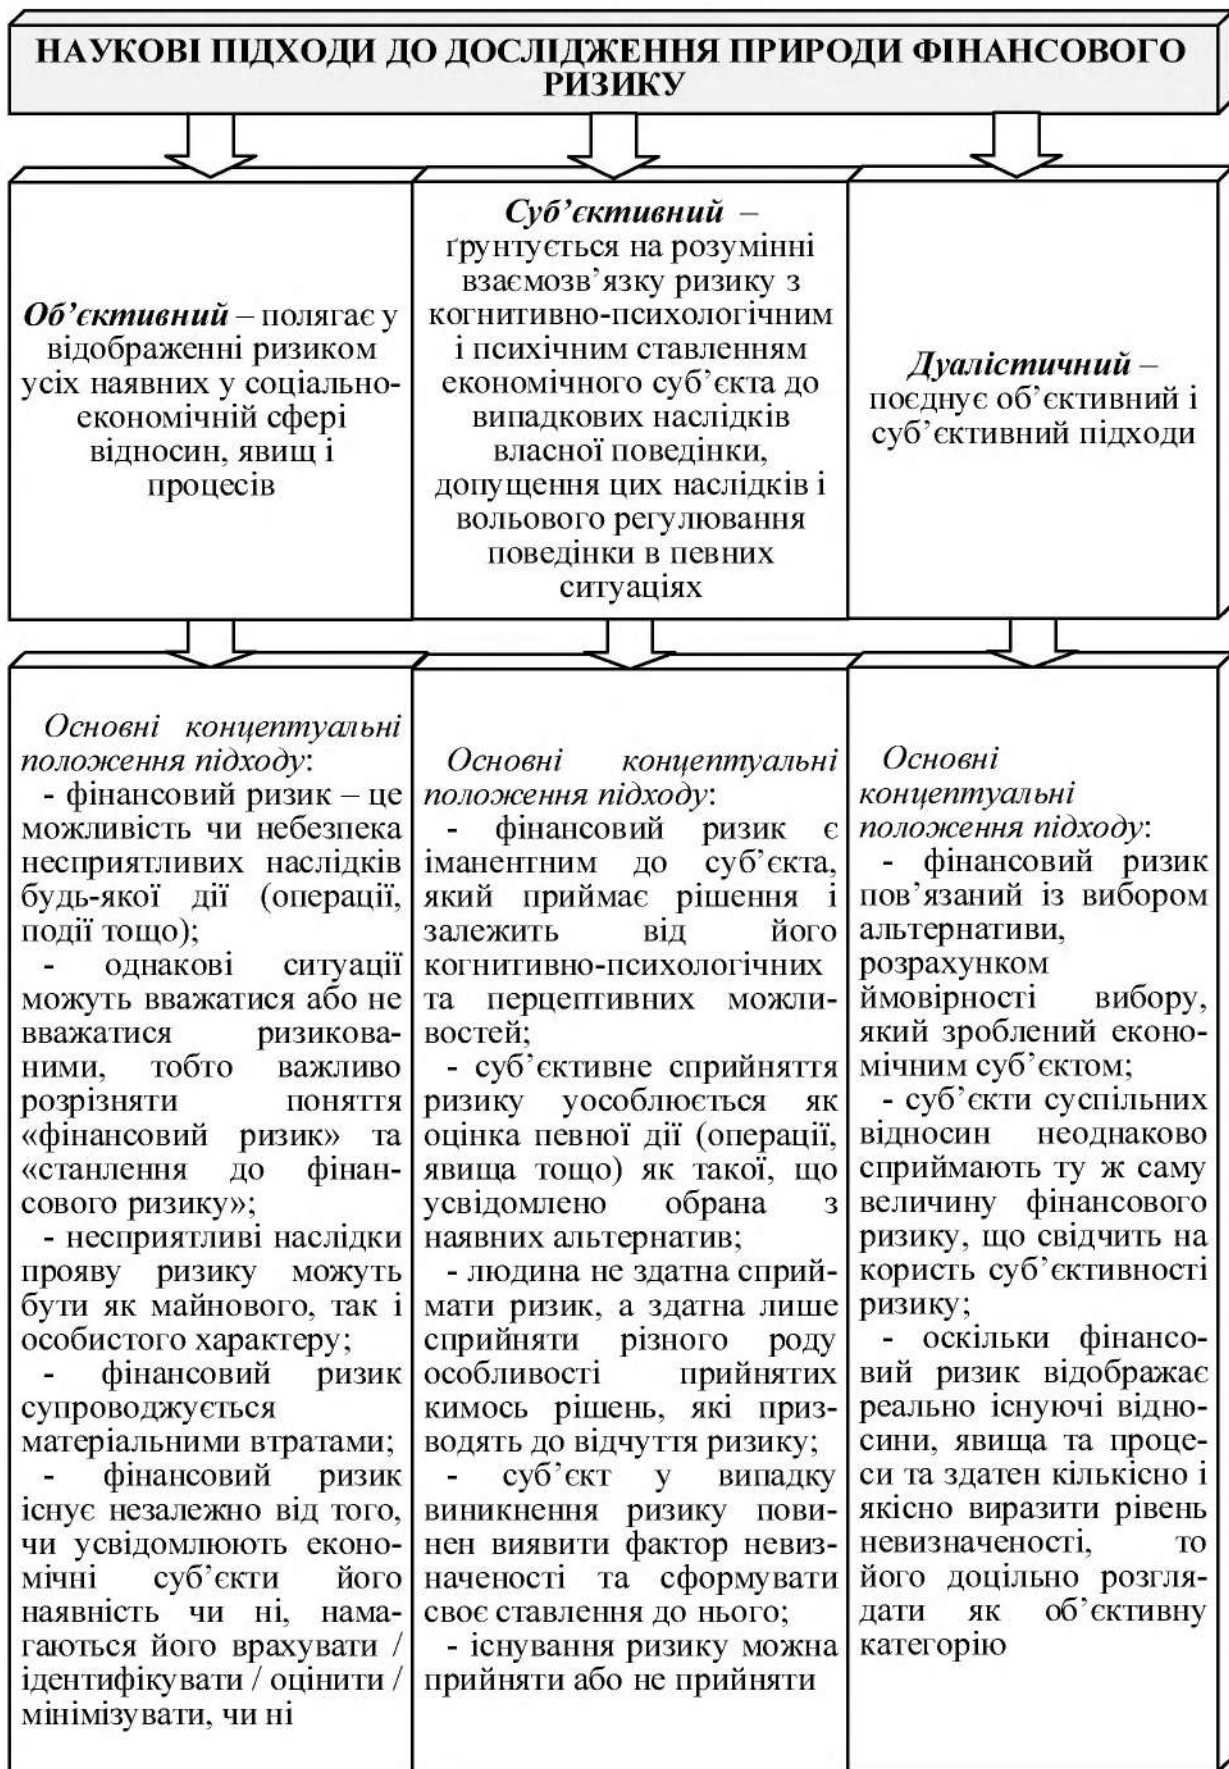 НАУКОВІ ПІДХОДИ ДО ДОСЛІДЖЕННЯ ПРИРОДИ ФІНАНСОВОГО
РИЗИКУ
Об’єктивний – полягає у
відображенні ризиком
усіх наявних у соціально-
економічній сфері
відносин, явищ і
процесів
Суб’єктивний –
ґрунтується на розумінні
взаємозв’язку ризику з
когнитивно-психологічним
і психічним ставленням
економічного суб’єкта до
випадкових наслідків
власної поведінки,
допущення цих наслідків і
вольового регулювання
поведінки в певних
ситуаціях
Дуалістичний –
поєднує об’єктивний і
суб’єктивний підходи
Основні концептуальні
положення підходу:
- фінансовий ризик – це
можливість чи небезпека
несприятливих наслідків
будь-якої дії (операції,
події тощо);
- однакові ситуації
можуть вважатися або не
вважатися ризикова-
ними, тобто важливо
розрізняти поняття
«фінансовий ризик» та
«станлення до фінан-
сового ризику»;
- несприятливі наслідки
прояву ризику можуть
бути як майнового, так і
особистого характеру;
- фінансовий ризик
супроводжується
матеріальними втратами;
- фінансовий ризик
існує незалежно від того,
чи усвідомлюють еконо-
мічні суб’єкти його
наявність чи ні, нама-
гаються його врахувати /
ідентифікувати / оцінити /
мінімізувати, чи ні
Основні концептуальні
положення підходу:
- фінансовий ризик є
іманентним до суб’єкта,
який приймає рішення і
залежить від його
когнитивно-психологічних
та перцептивних можли-
востей;
- суб’єктивне сприйняття
ризику уособлюється як
оцінка певної дії (операції,
явища тощо) як такої, що
усвідомлено обрана з
наявних альтернатив;
- людина не здатна сприй-
мати ризик, а здатна лише
сприйняти різного роду
особливості прийнятих
кимось рішень, які приз-
водять до відчуття ризику;
- суб’єкт у випадку
виникнення ризику пови-
нен виявити фактор невиз-
наченості та сформувати
своє ставлення до нього;
- існування ризику можна
прийняти або не прийняти
Основні
концептуальні
положення підходу:
- фінансовий ризик
пов’язаний із вибором
альтернативи,
розрахунком
ймовірності вибору,
який зроблений еконо-
мічним суб’єктом;
- суб’єкти суспільних
відносин неоднаково
сприймають ту ж саму
величину фінансового
ризику, що свідчить на
користь суб’єктивності
ризику;
- оскільки фінансо-
вий ризик відображає
реально існуючі відно-
сини, явища та проце-
си та здатен кількісно і
якісно виразити рівень
невизначеності, то
його доцільно розгля-
дати як об’єктивну
категорію